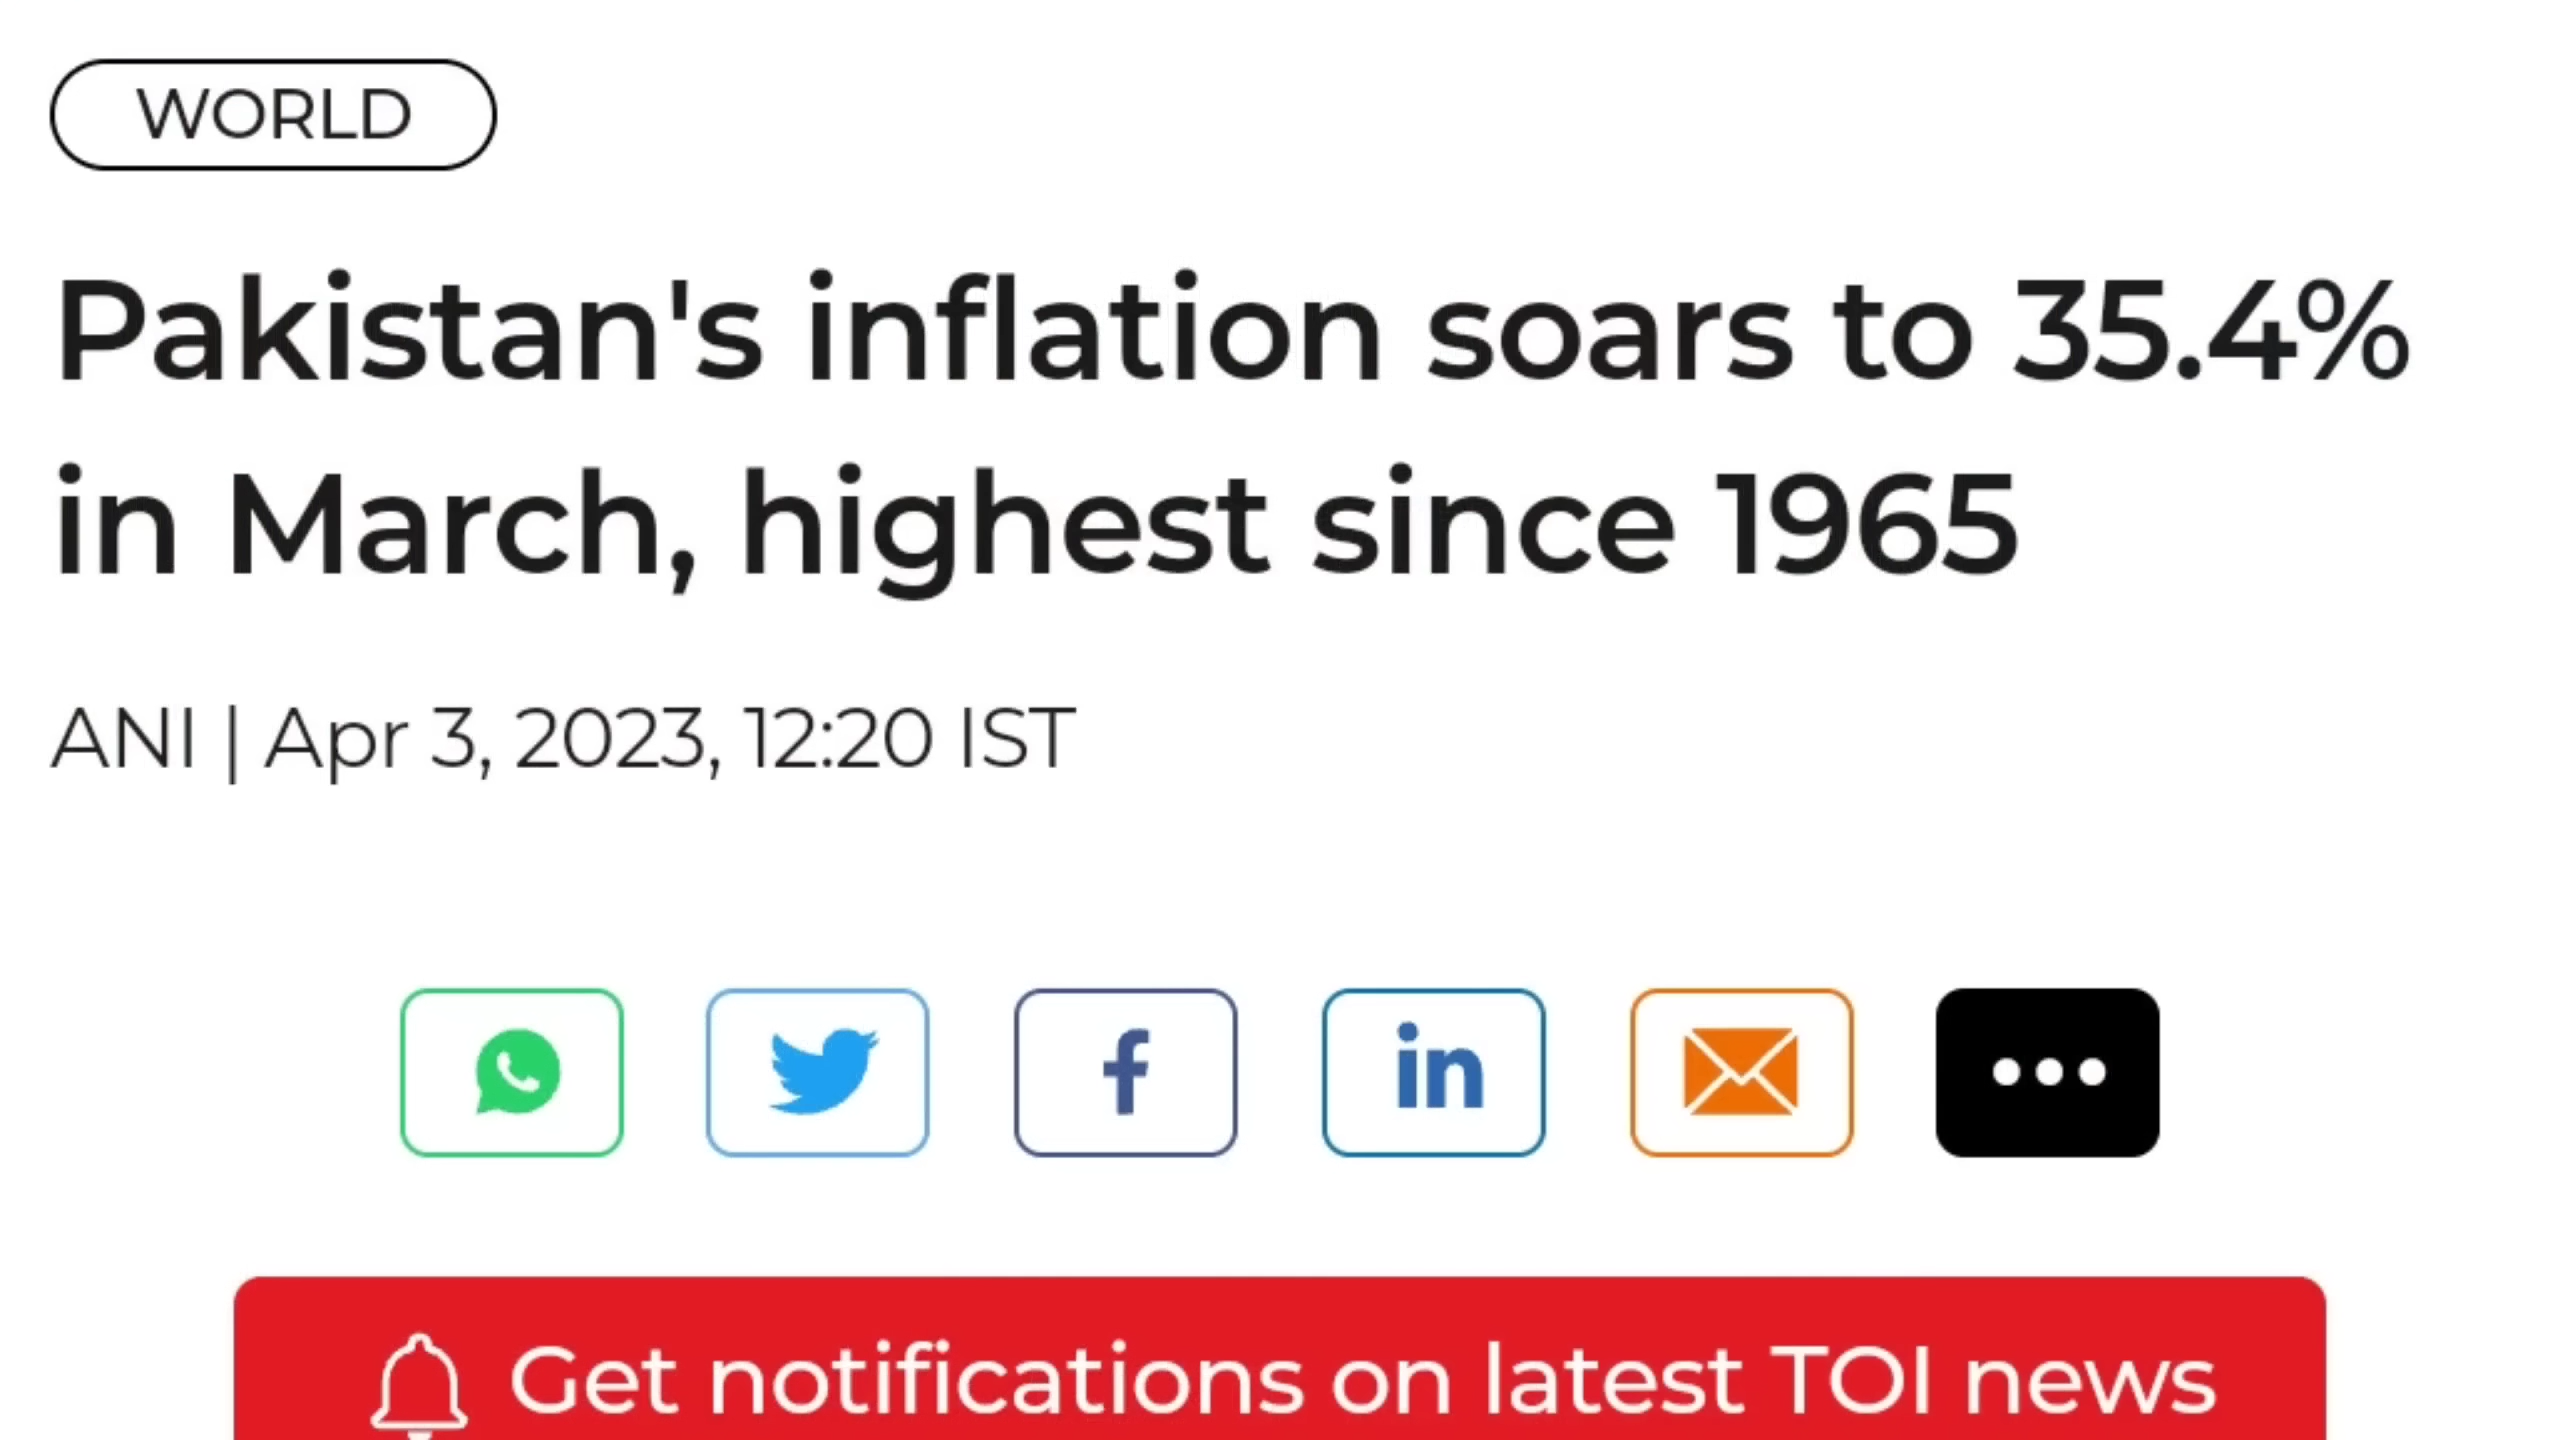 WORLD
Pakistan's inflation soars to 35.4%
in March, highest since 1965
ANI | Apr 3, 2023, 12:20 IST
Get notifications on latest TOI news